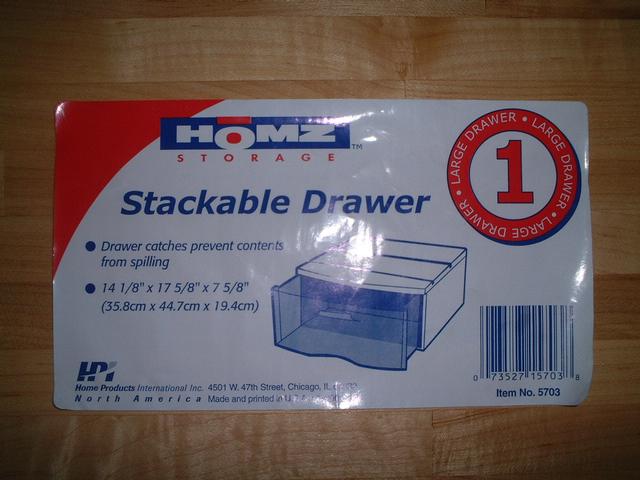 HOMZ™
STORAGE
LARGE DRAWER • LARGE DRAWER • LARGE DRAWER •
1
Stackable Drawer
● Drawer catches prevent contents
from spilling
● 14 1/8" x 17 5/8" x 7 5/8"
(35.8cm x 44.7cm x 19.4cm)
HPI
Home Products International Inc. 4501 W. 47th Street, Chicago, IL
North America Made and printed in
0 73527 15703 8
Item No. 5703